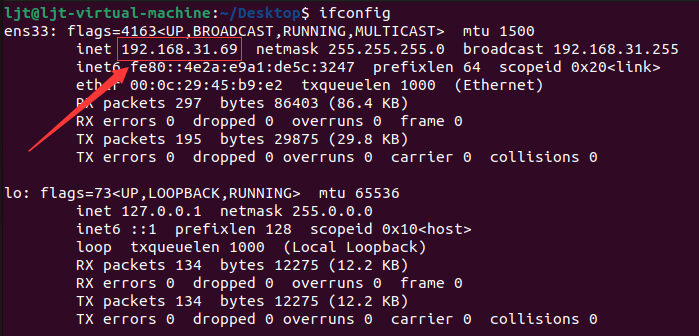 ljt@ljt-virtual-machine:~/Desktop$ ifconfig
ens33: flags=4163<UP,BROADCAST,RUNNING,MULTICAST>  mtu 1500
        inet 192.168.31.69  netmask 255.255.255.0  broadcast 192.168.31.255
        inet6 fe80::4e2a:e9a1:de5c:3247  prefixlen 64  scopeid 0x20<link>
        ether 00:0c:29:45:b9:e2  txqueuelen 1000  (Ethernet)
        RX packets 297  bytes 86403 (86.4 KB)
        RX errors 0  dropped 0  overruns 0  frame 0
        TX packets 195  bytes 29875 (29.8 KB)
        TX errors 0  dropped 0 overruns 0  carrier 0  collisions 0
lo: flags=73<UP,LOOPBACK,RUNNING>  mtu 65536
        inet 127.0.0.1  netmask 255.0.0.0
        inet6 ::1  prefixlen 128  scopeid 0x10<host>
        loop  txqueuelen 1000  (Local Loopback)
        RX packets 134  bytes 12275 (12.2 KB)
        RX errors 0  dropped 0  overruns 0  frame 0
        TX packets 134  bytes 12275 (12.2 KB)
        TX errors 0  dropped 0 overruns 0  carrier 0  collisions 0